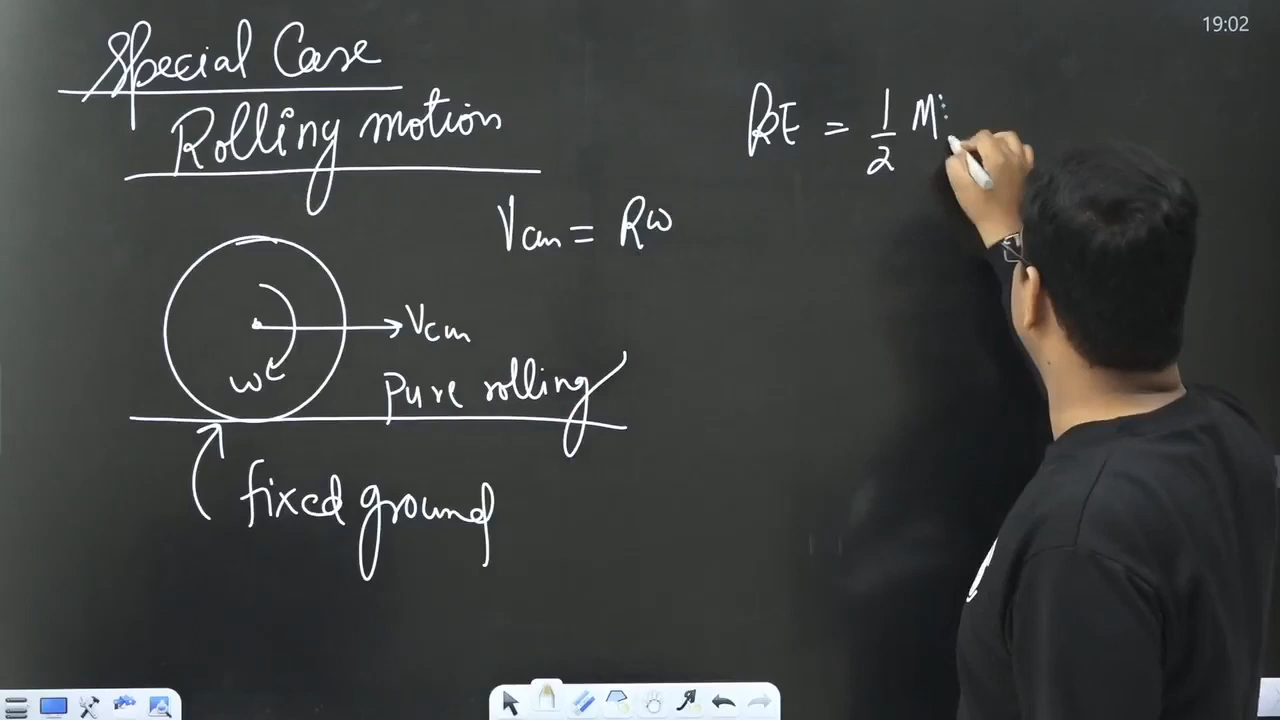 Special Case
Rolling motion
Vcm = Rω
Vcm
ω
Pure rolling
fixed ground
KE = 1/2 M
19:02